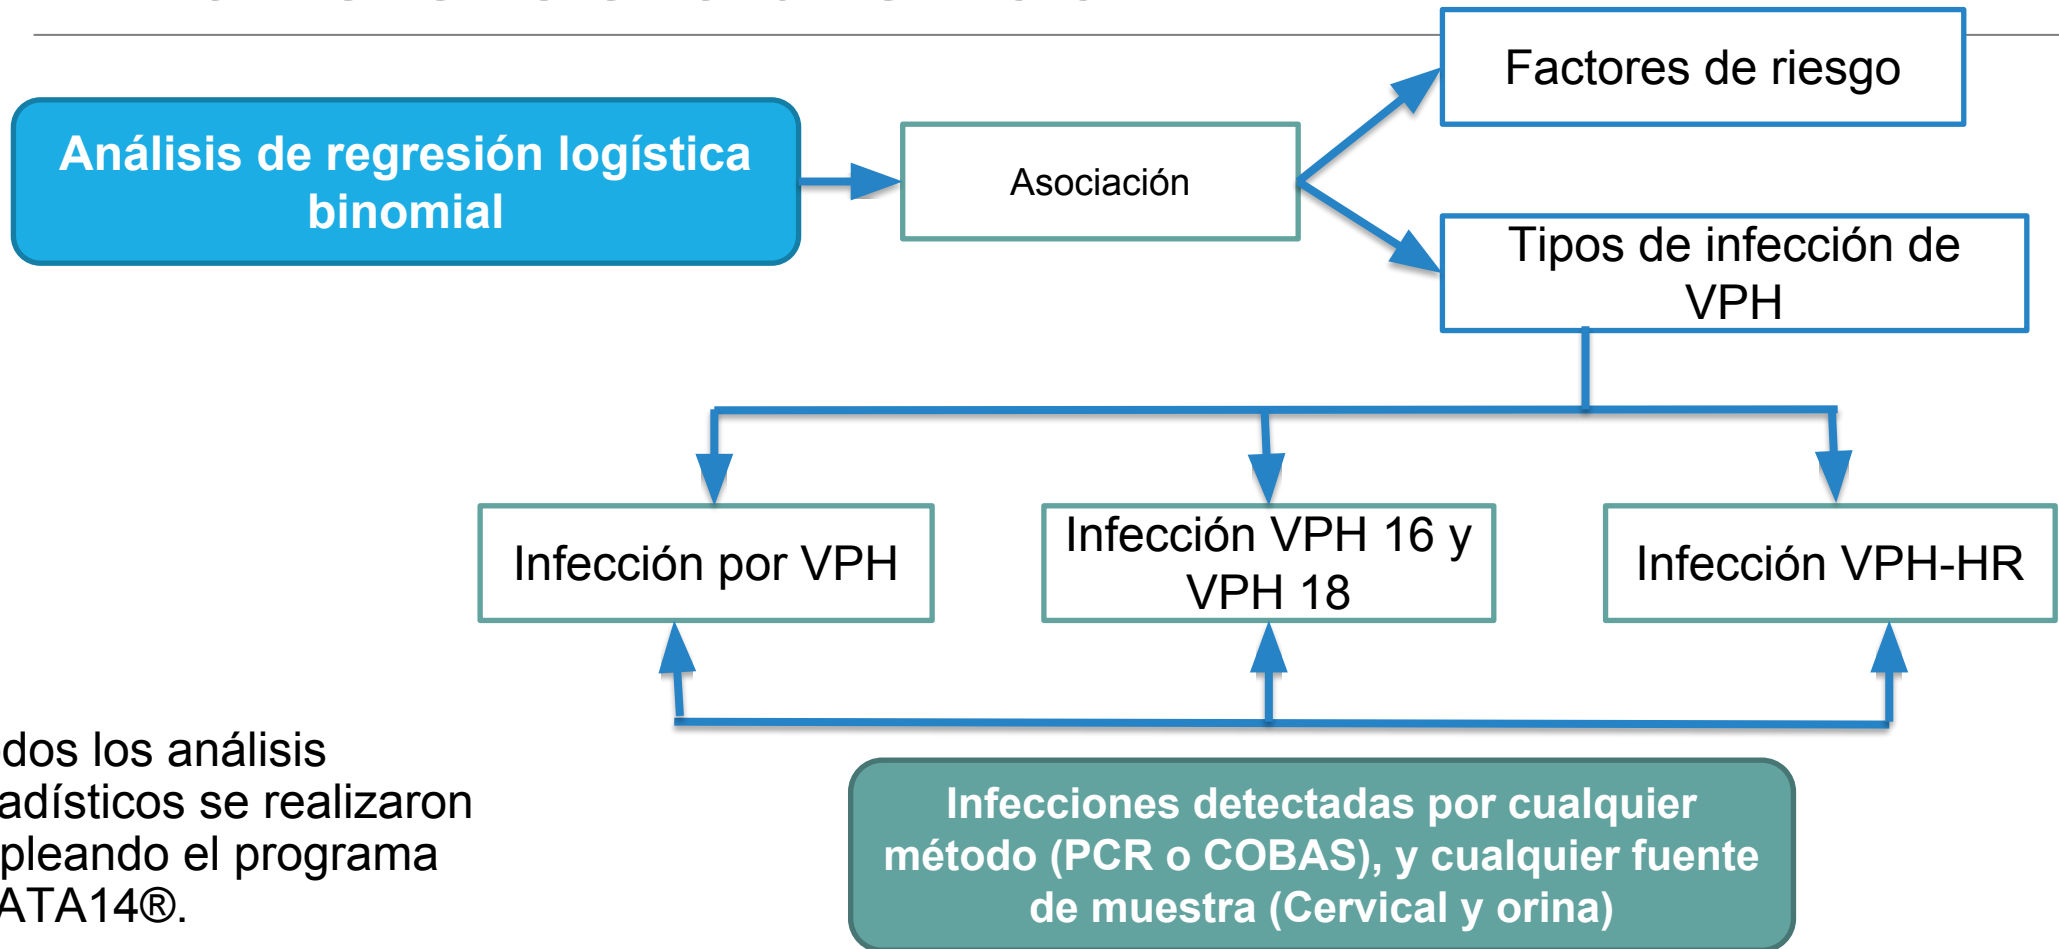 Factores de riesgo
Análisis de regresión logística
binomial
Asociación
Tipos de infección de
VPH
Infección por VPH
Infección VPH 16 y
VPH 18
Infección VPH-HR
dos los análisis
adísticos se realizaron
pleando el programa
ATA14®.
Infecciones detectadas por cualquier
método (PCR o COBAS), y cualquier fuente
de muestra (Cervical y orina)